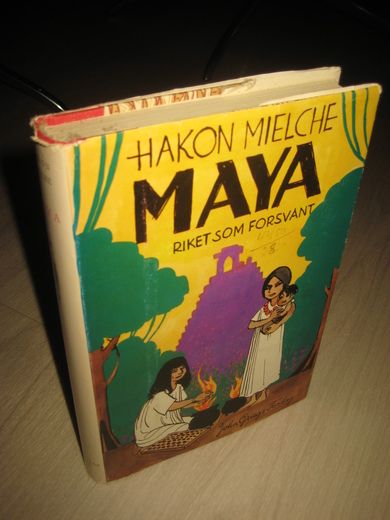 HAKON MIELCHE
MAYA
RIKET SOM FORSVANT